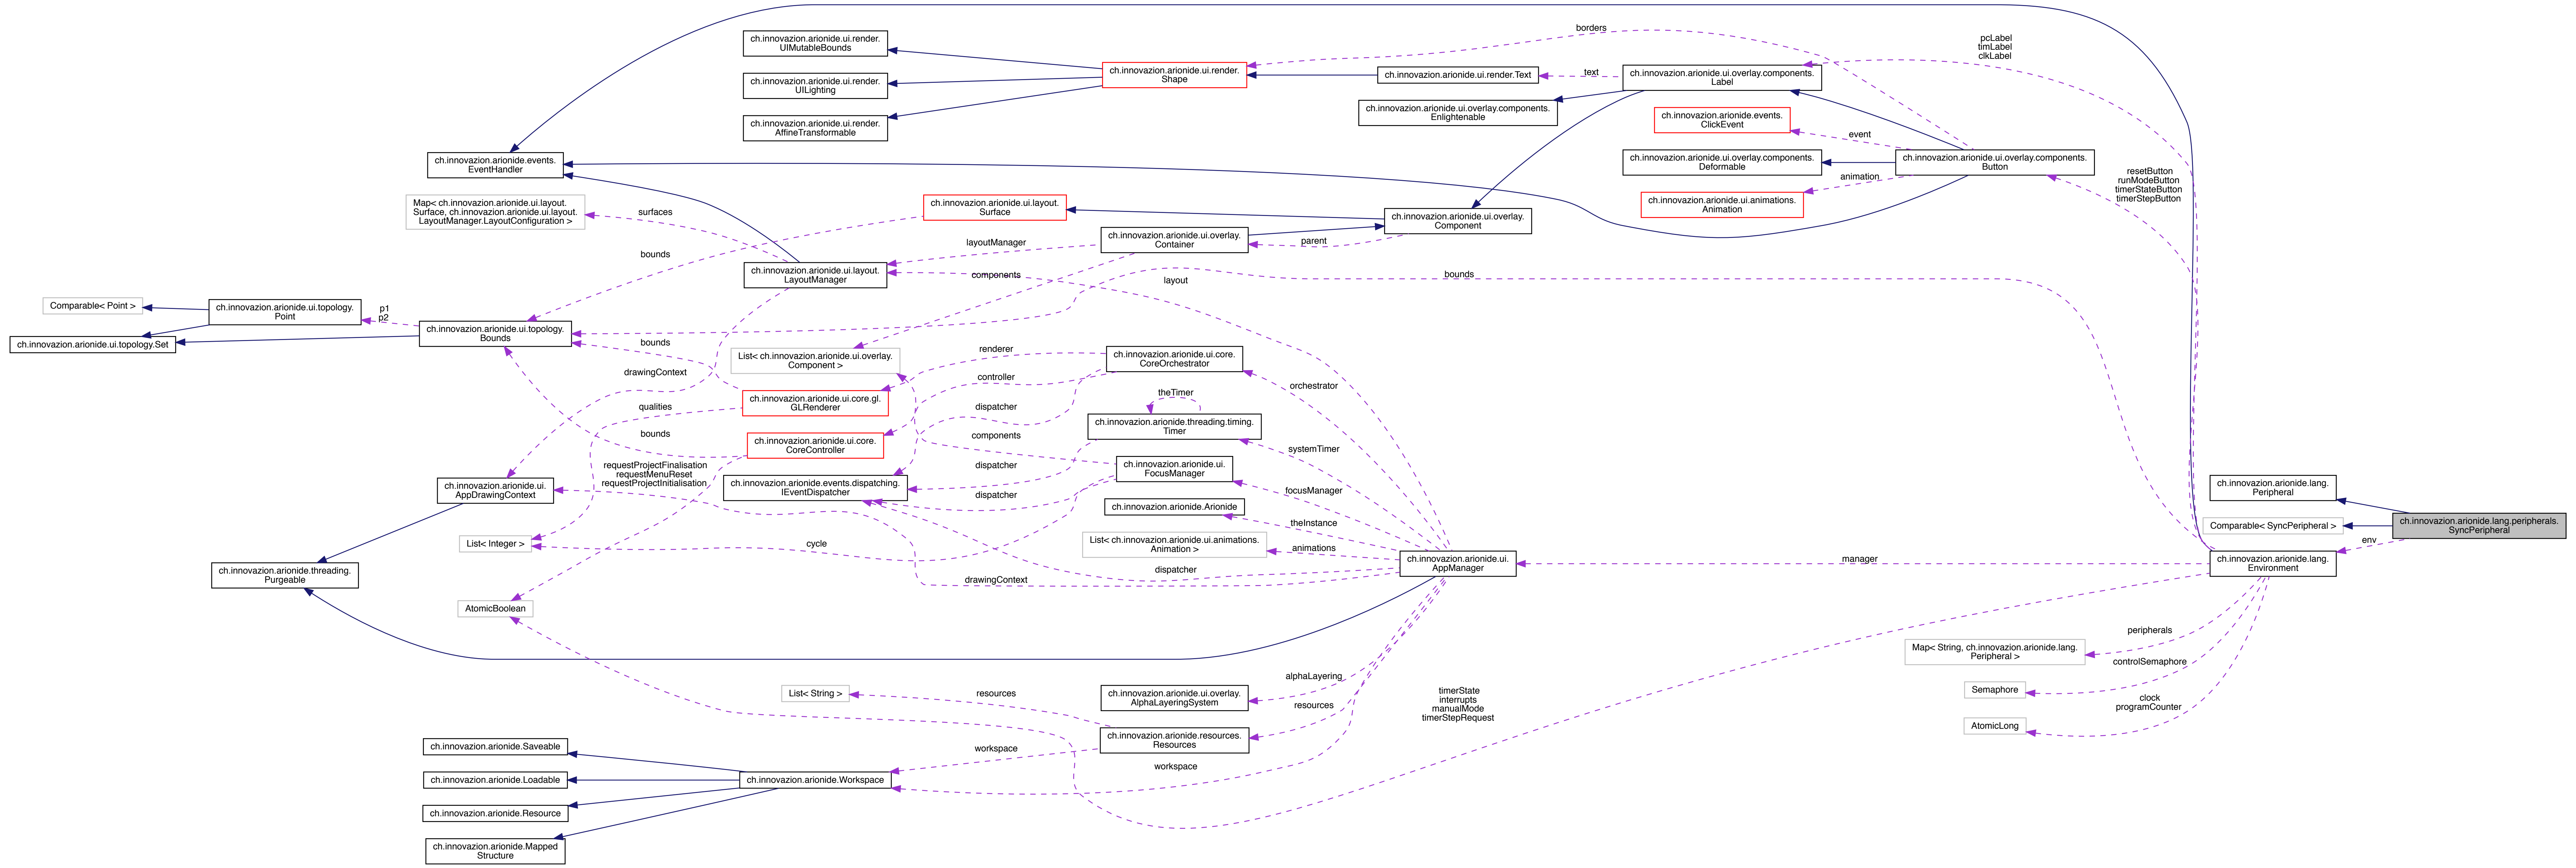 ch.innovazion.arionide.ui.render.
UIMutableBounds
ch.innovazion.arionide.ui.render.
UILighting
ch.innovazion.arionide.ui.render.
AffineTransformable
ch.innovazion.arionide.ui.render.
Shape
borders
ch.innovazion.arionide.ui.render.Text
text
ch.innovazion.arionide.ui.overlay.components.
Label
pcLabel
timLabel
clkLabel
ch.innovazion.arionide.ui.overlay.components.
Enlightenable
ch.innovazion.arionide.events.
ClickEvent
event
ch.innovazion.arionide.ui.overlay.components.
Deformable
ch.innovazion.arionide.ui.overlay.components.
Button
animation
ch.innovazion.arionide.ui.animations.
Animation
resetButton
runModeButton
timerStateButton
timerStepButton
ch.innovazion.arionide.events.
EventHandler
Map< ch.innovazion.arionide.ui.layout.
Surface, ch.innovazion.arionide.ui.layout.
LayoutManager.LayoutConfiguration >
surfaces
ch.innovazion.arionide.ui.layout.
Surface
ch.innovazion.arionide.ui.overlay.
Component
ch.innovazion.arionide.ui.overlay.
Container
parent
layoutManager
bounds
ch.innovazion.arionide.ui.layout.
LayoutManager
components
layout
bounds
Comparable< Point >
ch.innovazion.arionide.ui.topology.
Point
p1
p2
ch.innovazion.arionide.ui.topology.Set
ch.innovazion.arionide.ui.topology.
Bounds
bounds
List< ch.innovazion.arionide.ui.overlay.
Component >
renderer
ch.innovazion.arionide.ui.core.
CoreOrchestrator
drawingContext
controller
orchestrator
ch.innovazion.arionide.ui.core.gl.
GLRenderer
theTimer
qualities
dispatcher
ch.innovazion.arionide.threading.timing.
Timer
bounds
ch.innovazion.arionide.ui.core.
CoreController
components
systemTimer
requestProjectFinalisation
requestMenuReset
requestProjectInitialisation
dispatcher
ch.innovazion.arionide.ui.
FocusManager
ch.innovazion.arionide.ui.
AppDrawingContext
ch.innovazion.arionide.events.dispatching.
IEventDispatcher
dispatcher
focusManager
ch.innovazion.arionide.Arionide
theInstance
ch.innovazion.arionide.lang.
Peripheral
Comparable< SyncPeripheral >
ch.innovazion.arionide.lang.peripherals.
SyncPeripheral
env
List< Integer >
cycle
List< ch.innovazion.arionide.ui.animations.
Animation >
animations
ch.innovazion.arionide.ui.
AppManager
manager
ch.innovazion.arionide.lang.
Environment
ch.innovazion.arionide.threading.
Purgeable
dispatcher
drawingContext
AtomicBoolean
peripherals
Map< String, ch.innovazion.arionide.lang.
Peripheral >
controlSemaphore
Semaphore
clock
programCounter
AtomicLong
alphaLayering
List< String >
resources
ch.innovazion.arionide.ui.overlay.
AlphaLayeringSystem
resources
timerState
interrupts
manualMode
timerStepRequest
ch.innovazion.arionide.resources.
Resources
workspace
workspace
ch.innovazion.arionide.Saveable
ch.innovazion.arionide.Loadable
ch.innovazion.arionide.Workspace
ch.innovazion.arionide.Resource
ch.innovazion.arionide.Mapped
Structure